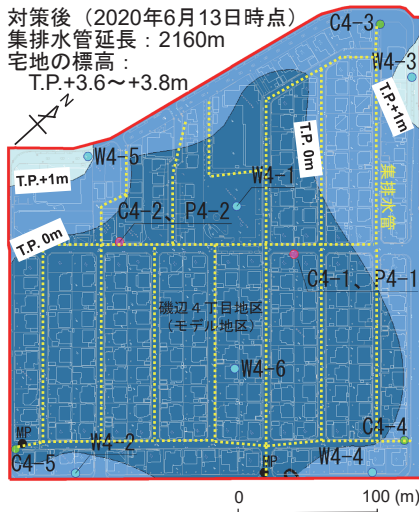 対策後（2020年6月13日時点）
集排水管延長：2160m
宅地の標高：
T.P.+3.6～+3.8m
N
C4-3
W4-3
T.P.+1m
W4-5
T.P. 0m
T.P.+1m
W4-1
集排水管
C4-2、P4-2
T.P. 0m
C4-1、P4-1
磯辺4丁目地区
（モデル地区）
W4-6
C4-4
MP
W4-2
C4-5
P
W4-4
0 100 (m)